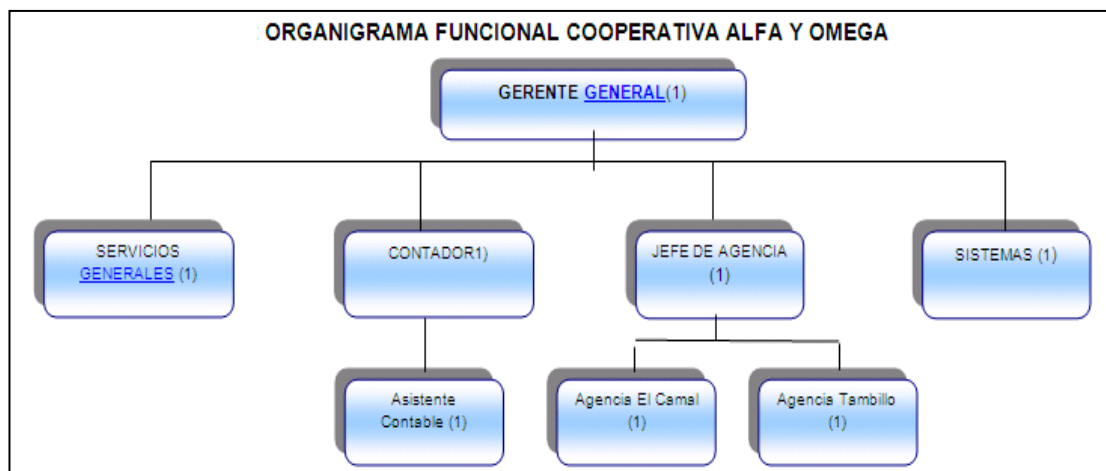 ORGANIGRAMA FUNCIONAL COOPERATIVA ALFA Y OMEGA
GERENTE GENERAL(1)
SERVICIOS
GENERALES (1)
CONTADOR1)
JEFE DE AGENCIA
(1)
SISTEMAS (1)
Asistente
Contable (1)
Agencia El Camal
(1)
Agencia Tambillo
(1)